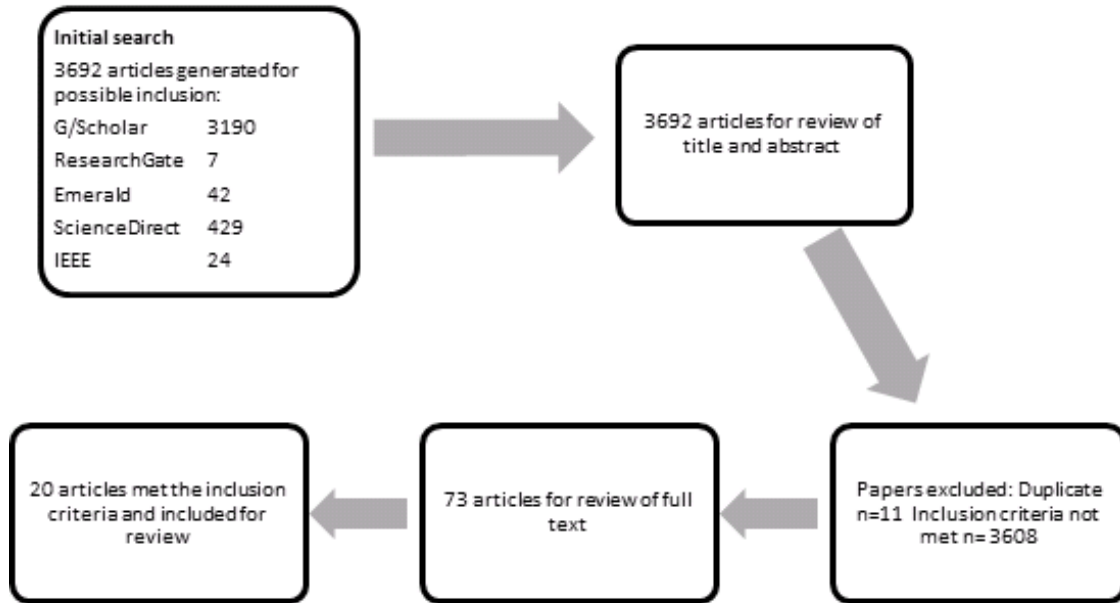 Initial search
3692 articles generated for
possible inclusion:
G/Scholar 3190
ResearchGate 7
Emerald 42
ScienceDirect 429
IEEE 24
3692 articles for review of
title and abstract
Papers excluded: Duplicate
n=11 Inclusion criteria not
met n= 3608
73 articles for review of full
text
20 articles met the inclusion
criteria and included for
review